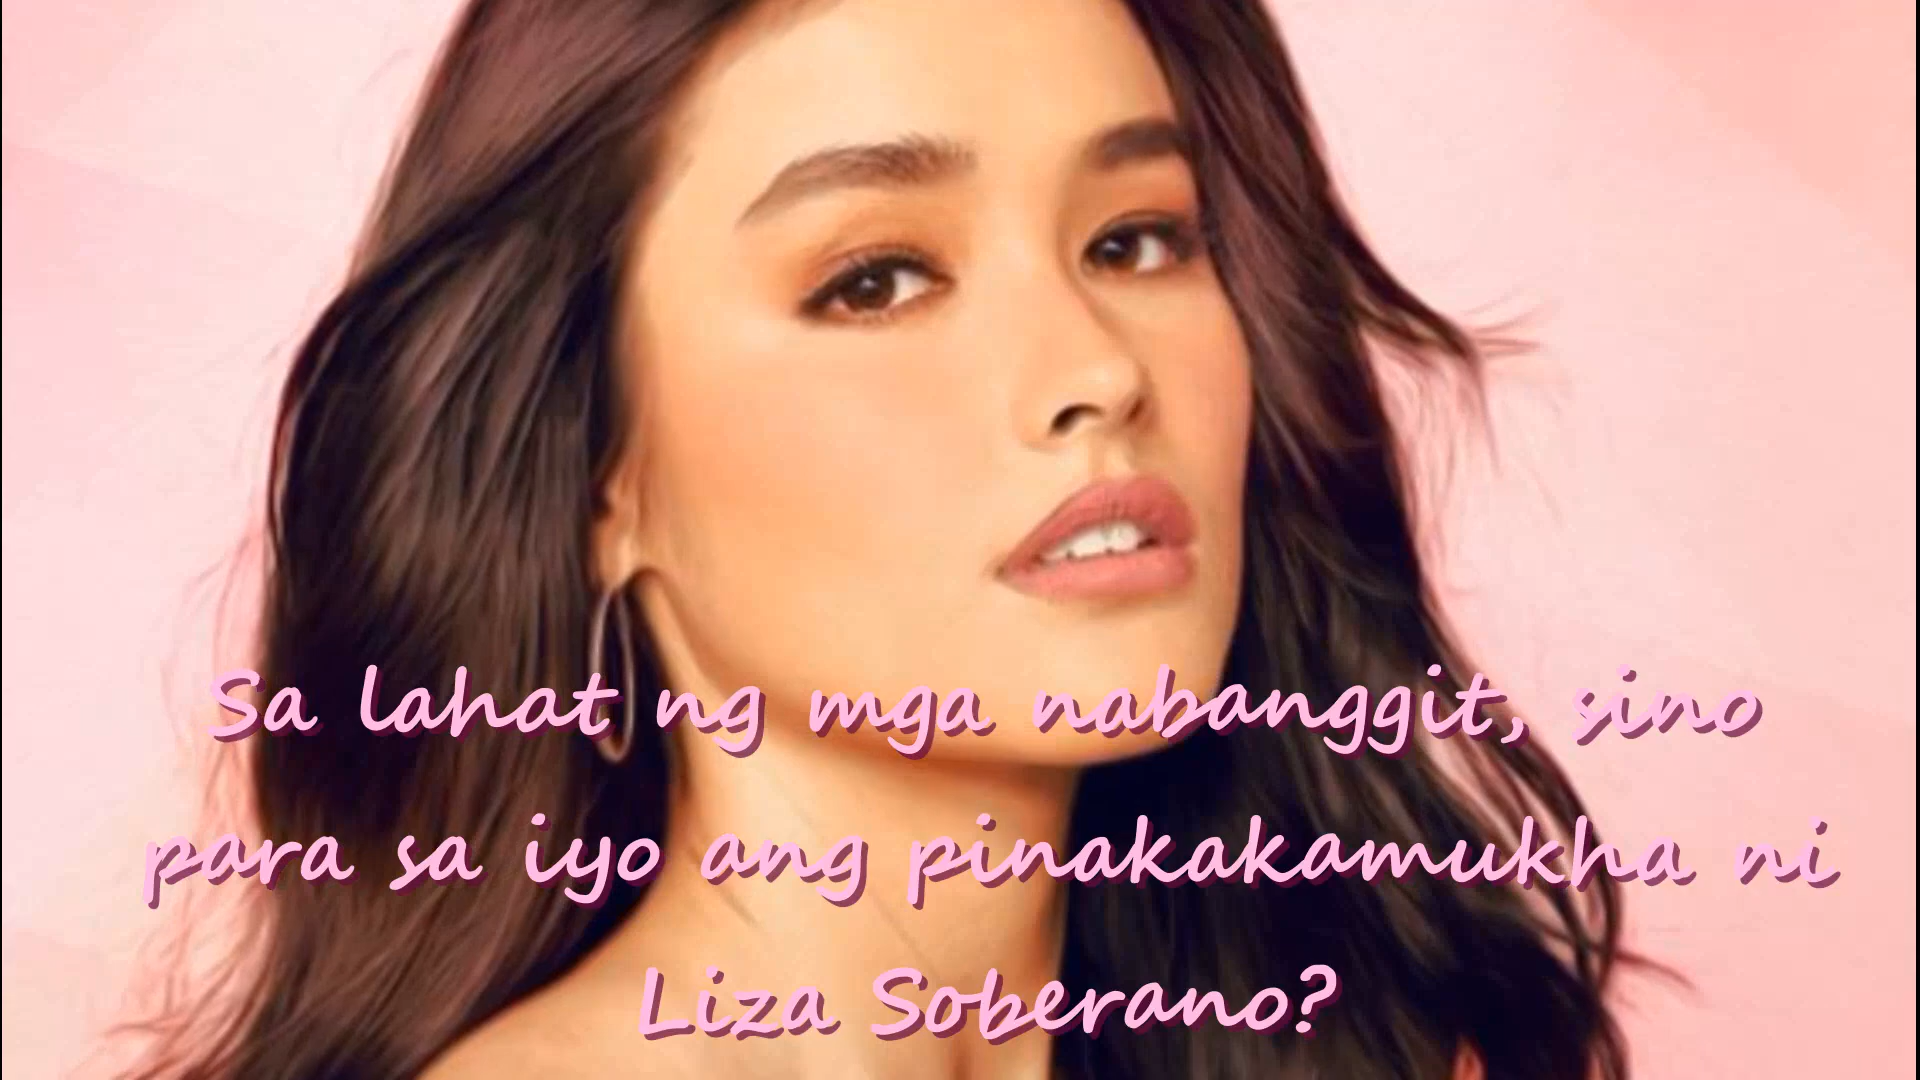 Sa lahat ng mga nabanggit, sino
para sa iyo ang pinakakamukha ni
Liza Soberano?